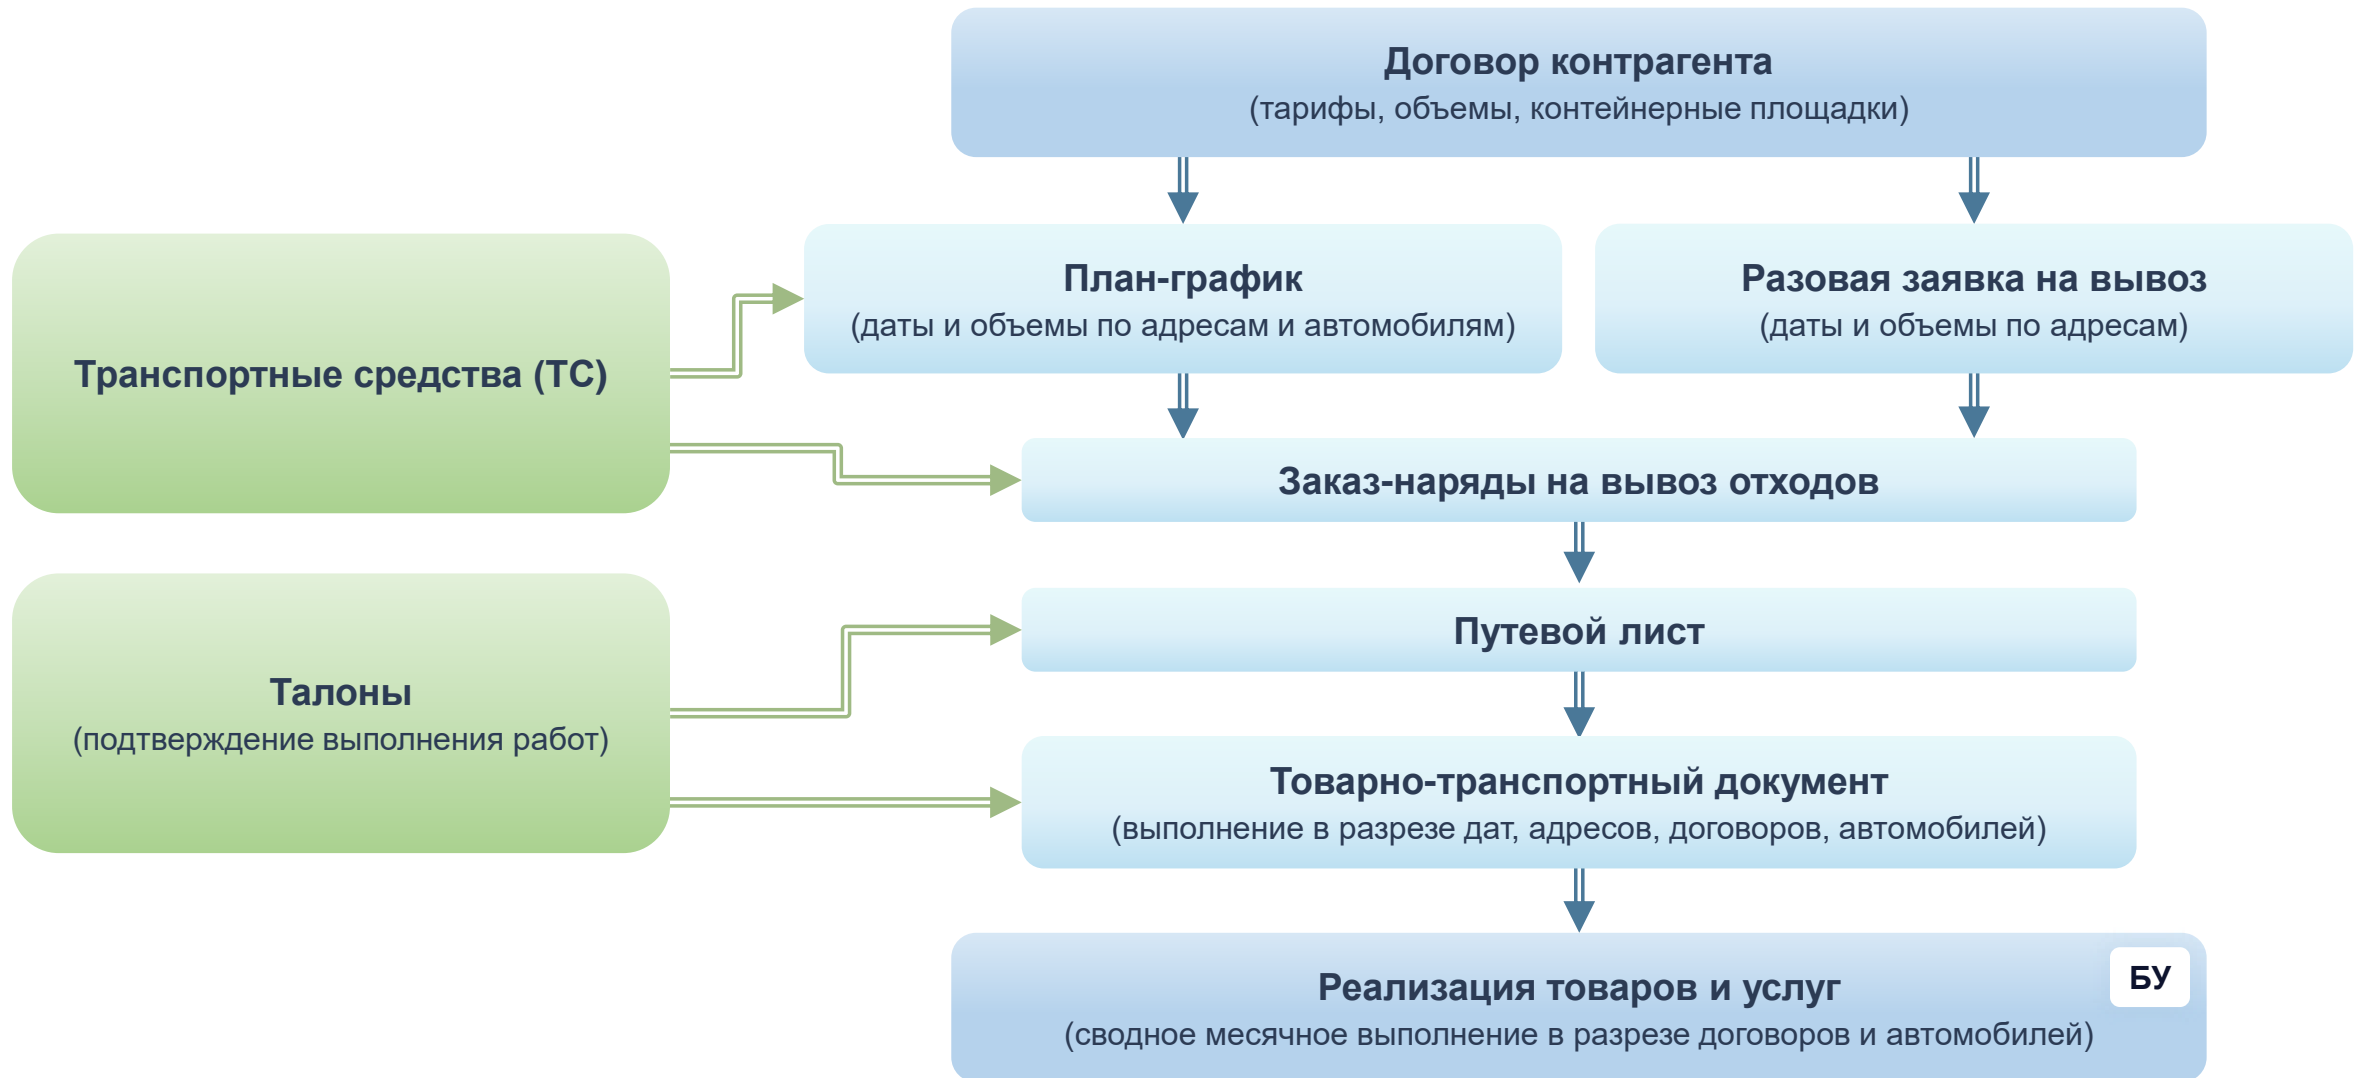 Договор контрагента
(тарифы, объемы, контейнерные площадки)
План-график
(даты и объемы по адресам и автомобилям)
Разовая заявка на вывоз
(даты и объемы по адресам)
Транспортные средства (ТС)
Заказ-наряды на вывоз отходов
Путевой лист
Талоны
(подтверждение выполнения работ)
Товарно-транспортный документ
(выполнение в разрезе дат, адресов, договоров, автомобилей)
БУ
Реализация товаров и услуг
(сводное месячное выполнение в разрезе договоров и автомобилей)